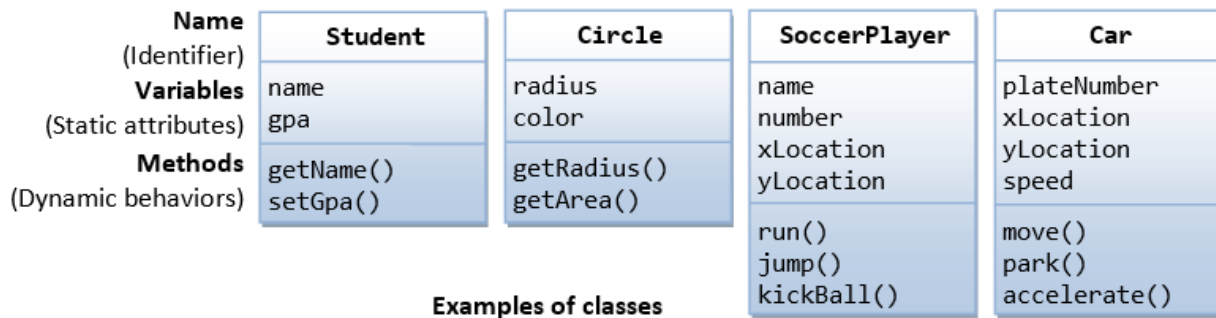 Name
(Identifier)
Variables
(Static attributes)
Methods
(Dynamic behaviors)
Student
name
gpa
getName()
setGpa()
Circle
radius
color
getRadius()
getArea()
SoccerPlayer
name
number
xLocation
yLocation
run()
jump()
kickBall()
Car
plateNumber
xLocation
yLocation
speed
move()
park()
accelerate()
Examples of classes